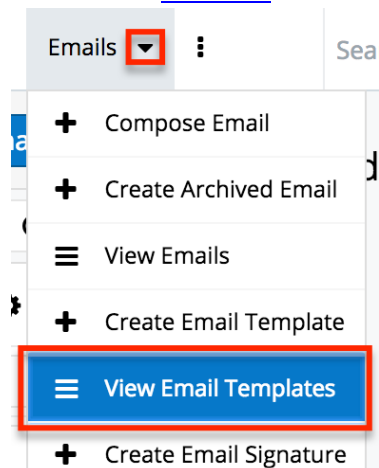 Emails
Sea
Compose Email
Create Archived Email
View Emails
Create Email Template
View Email Templates
Create Email Signature